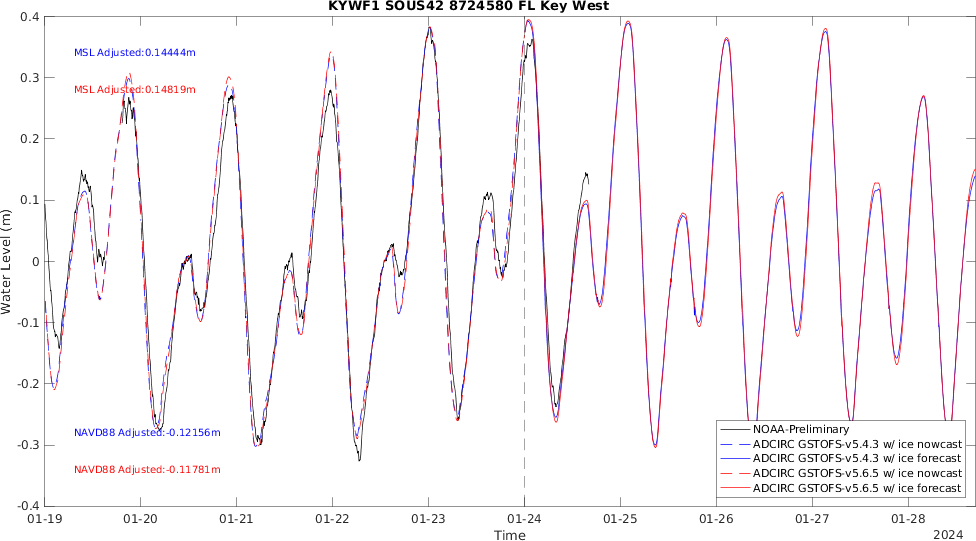 KYWF1 SOUS42 8724580 FL Key West
0.4
0.3
0.2
0.1
0
-0.1
-0.2
-0.3
-0.4
Water Level (m)
MSL Adjusted:0.14444m
MSL Adjusted:0.14819m
NAVD88 Adjusted:-0.12156m
NAVD88 Adjusted:-0.11781m
NOAA-Preliminary
ADCIRC GSTOFS-v5.4.3 w/ ice nowcast
ADCIRC GSTOFS-v5.4.3 w/ ice forecast
ADCIRC GSTOFS-v5.6.5 w/ ice nowcast
ADCIRC GSTOFS-v5.6.5 w/ ice forecast
01-19 01-20 01-21 01-22 01-23 01-24 01-25 01-26 01-27 01-28
Time
2024